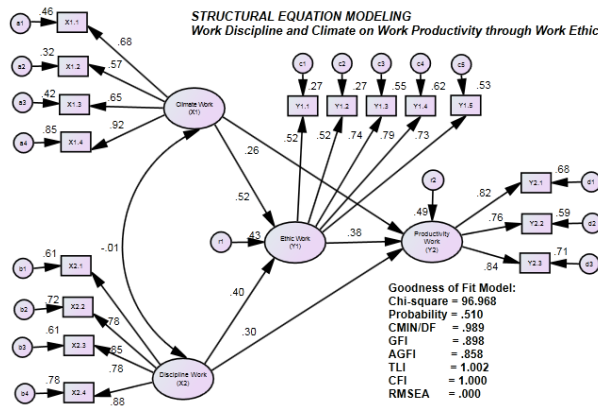 STRUCTURAL EQUATION MODELING
Work Discipline and Climate on Work Productivity through Work Ethic
a1
.46
X1.1
.68
a2
.32
X1.2
.57
a3
.42
X1.3
.65
a4
.85
X1.4
.92
Climate Work
(X1)
c1
c2
c3
c4
c5
.27
.27
.55
.62
.53
Y1.1
Y1.2
Y1.3
Y1.4
Y1.5
.52
.52
.74
.79
.73
.26
.52
-.01
r1
.43
Ethic Work
(Y1)
.38
r2
.49
Productivity
Work
(Y2)
.82
.76
.84
.68
Y2.1
d1
.59
Y2.2
d2
.71
Y2.3
d3
.40
.30
b1
.61
X2.1
b2
.72
X2.2
.78
b3
.61
X2.3
.85
b4
.78
X2.4
.78
.88
Discipline Work
(X2)
Goodness of Fit Model:
Chi-square = 96.968
Probability = .510
CMIN/DF = .989
GFI = .898
AGFI = .858
TLI = 1.002
CFI = 1.000
RMSEA = .000